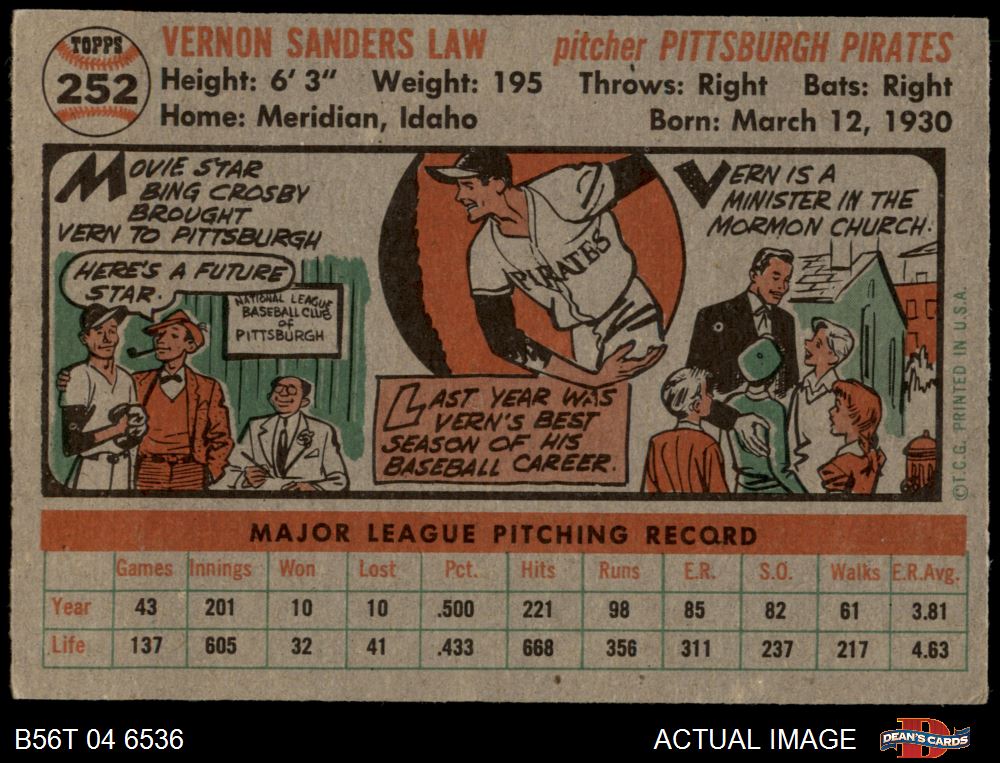 TOPPS
252
VERNON SANDERS LAW pitcher PITTSBURGH PIRATES
Height: 6' 3" Weight: 195 Throws: Right Bats: Right
Home: Meridian, Idaho Born: March 12, 1930
MOVIE STAR
BING CROSBY
BROUGHT
VERN TO PITTSBURGH
HERE'S A FUTURE
STAR.
NATIONAL LEAGUE
BASEBALL CLUB
of
PITTSBURGH
PIRATES
LAST YEAR WAS
VERN'S BEST
SEASON OF HIS
BASEBALL CAREER.
VERN IS A
MINISTER IN THE
MORMON CHURCH.
©T.C.G. PRINTED IN U.S.A.
MAJOR LEAGUE PITCHING RECORD
Games Innings Won Lost Pct. Hits Runs E.R. S.O. Walks E.R.Avg.
Year 43 201 10 10 .500 221 98 85 82 61 3.81
Life 137 605 32 41 .433 668 356 311 237 217 4.63
B56T 04 6536 ACTUAL IMAGE
D
DEAN'S CARDS